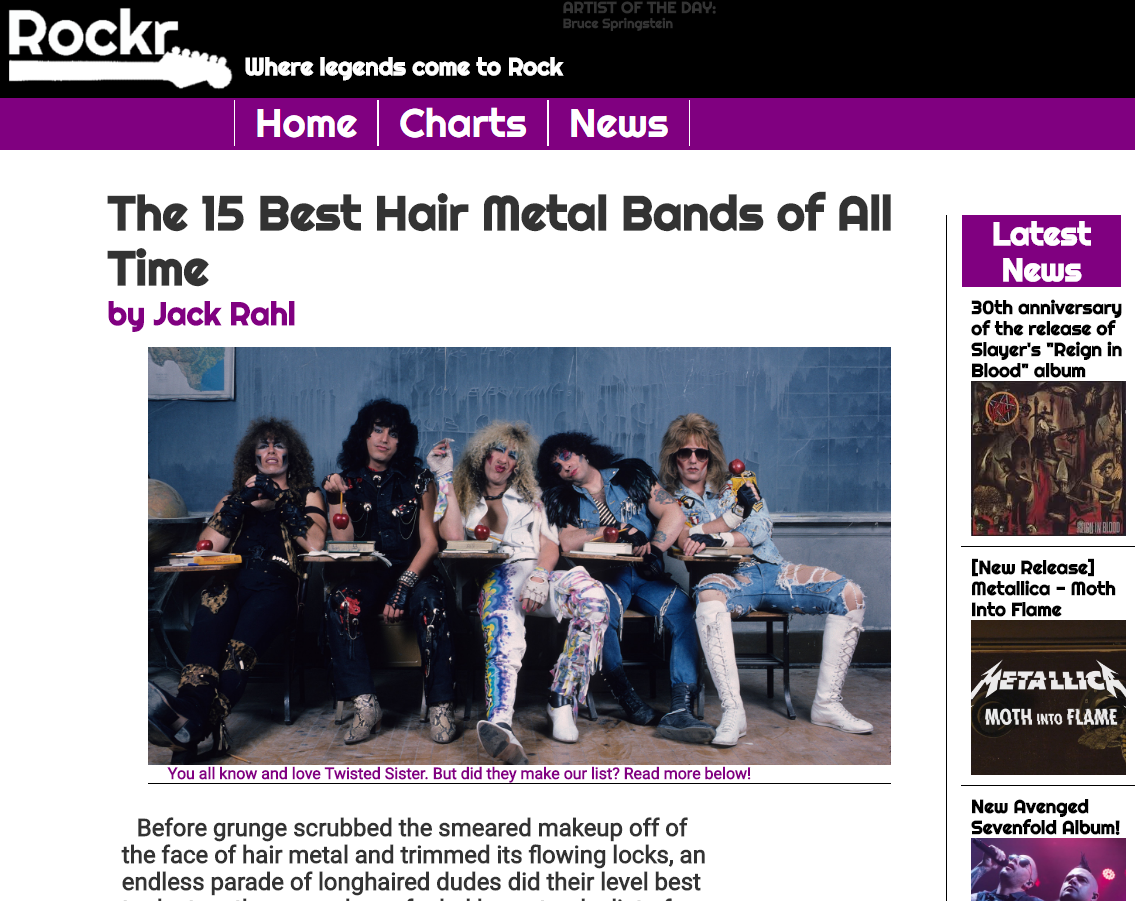 Rockr
Where legends come to Rock
ARTIST OF THE DAY:
Bruce Springstein
Home
Charts
News
The 15 Best Hair Metal Bands of All
Time
by Jack Rahl
You all know and love Twisted Sister. But did they make our list? Read more below!
Before grunge scrubbed the smeared makeup off of
the face of hair metal and trimmed its flowing locks, an
endless parade of longhaired dudes did their level best
Latest
News
30th anniversary
of the release of
Slayer's "Reign in
Blood" album
REIGN IN BLOOD
[New Release]
Metallica - Moth
Into Flame
METALLICA
MOTH INTO FLAME
New Avenged
Sevenfold Album!